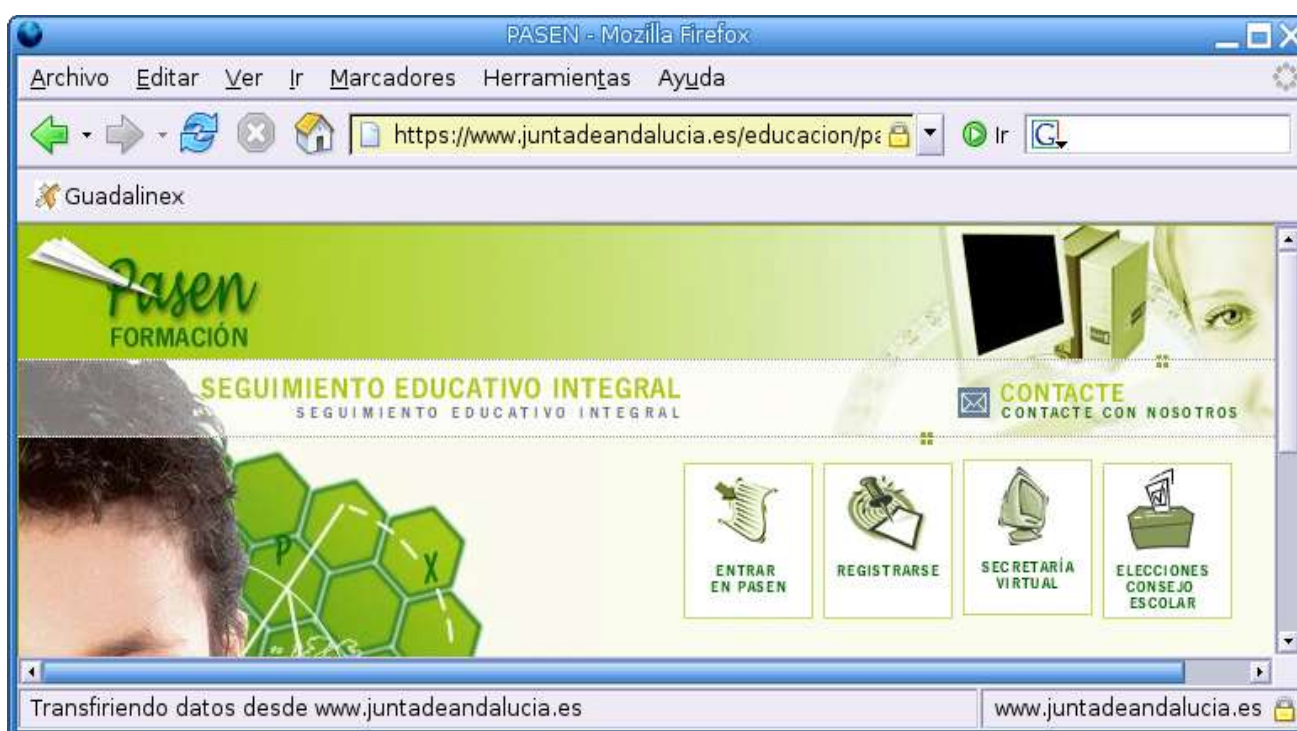 PASEN - Mozilla Firefox
Archivo Editar Ver Ir Marcadores Herramientas Ayuda
https://www.juntadeandalucia.es/educacion/pa Ir G
Guadalinex
Pasen
FORMACIÓN
SEGUIMIENTO EDUCATIVO INTEGRAL
SEGUIMIENTO EDUCATIVO INTEGRAL
CONTACTE
CONTACTE CON NOSOTROS
P
X
ENTRAR
EN PASEN
REGISTRARSE
SECRETARÍA
VIRTUAL
ELECCIONES
CONSEJO
ESCOLAR
Transfiriendo datos desde www.juntadeandalucia.es www.juntadeandalucia.es